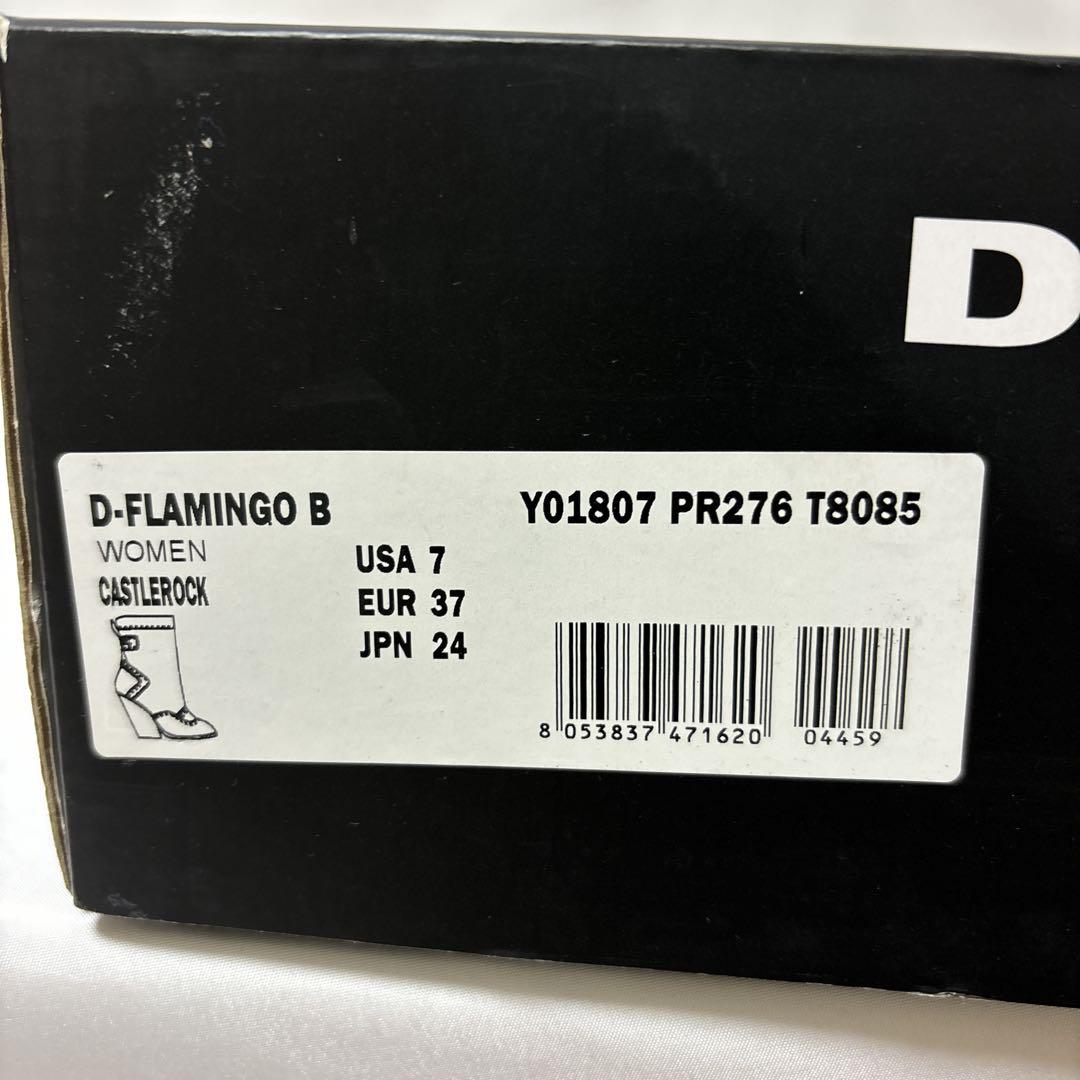 D
D-FLAMINGO B
Y01807 PR276 T8085
WOMEN
CASTLEROCK
USA 7
EUR 37
JPN 24
8 053837 471620 04459